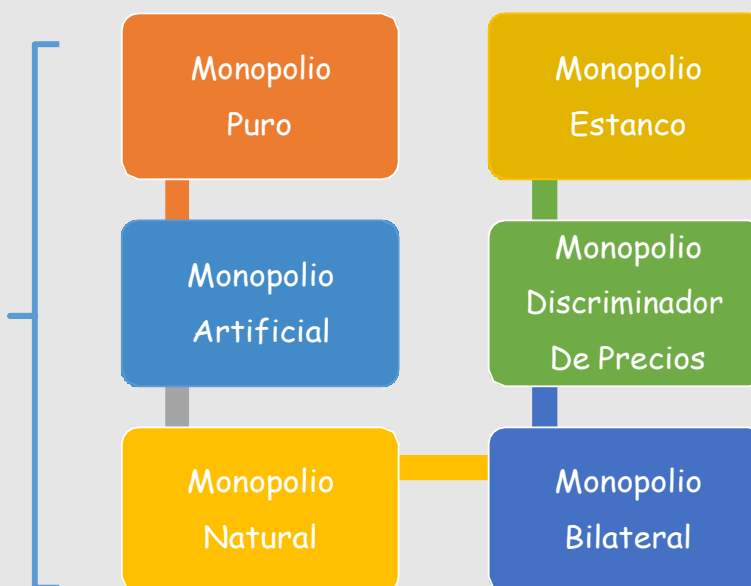 Monopolio
Puro
Monopolio
Artificial
Monopolio
Natural
Monopolio
Bilateral
Monopolio
Discriminador
De Precios
Monopolio
Estanco